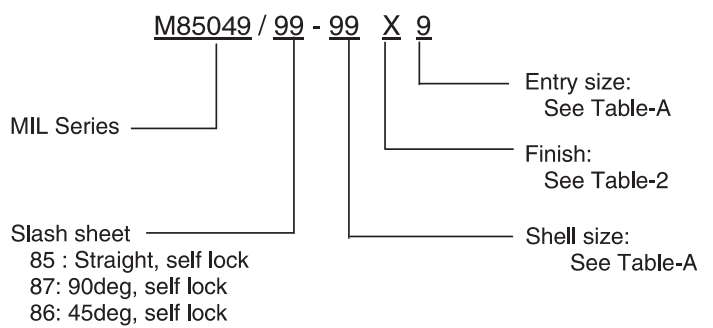 M85049 / 99 - 99 X 9
Entry size:
See Table-A
MIL Series
Finish:
See Table-2
Slash sheet
85 : Straight, self lock
87: 90deg, self lock
86: 45deg, self lock
Shell size:
See Table-A